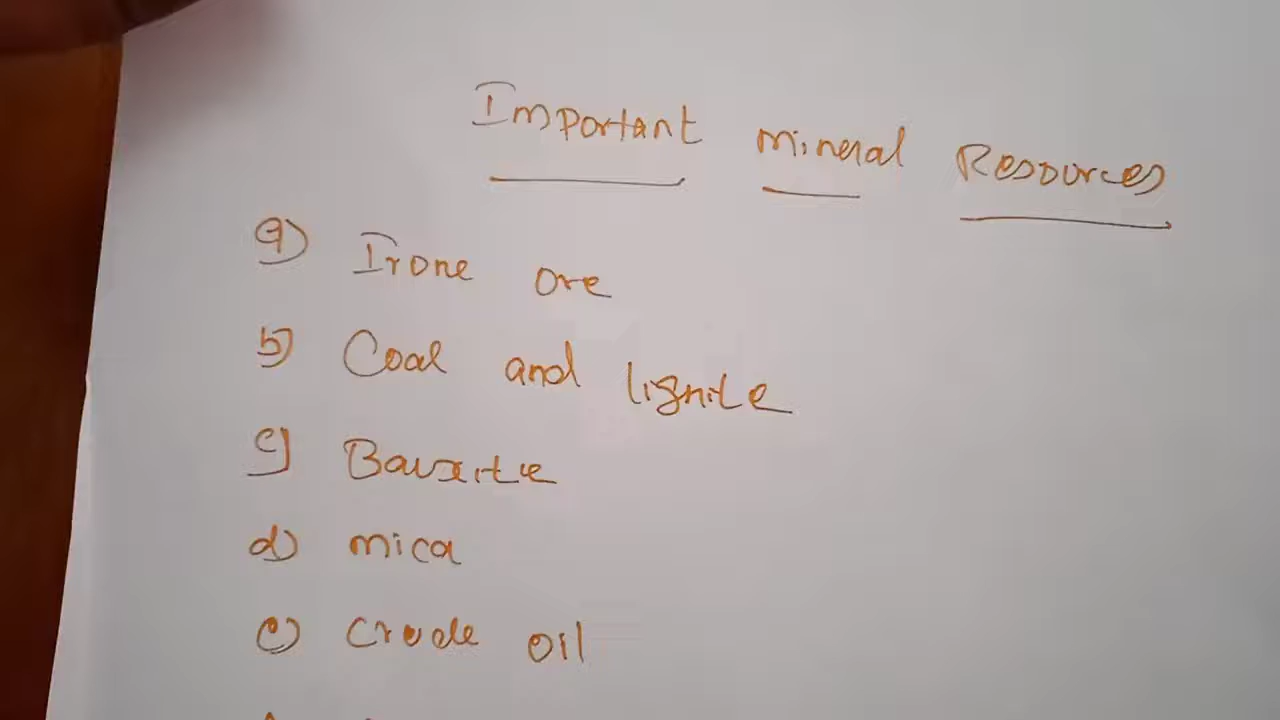 Important Mineral Resources
a) Irone ore
b) Coal and lignite
c) Bauxite
d) mica
e) Crude oil